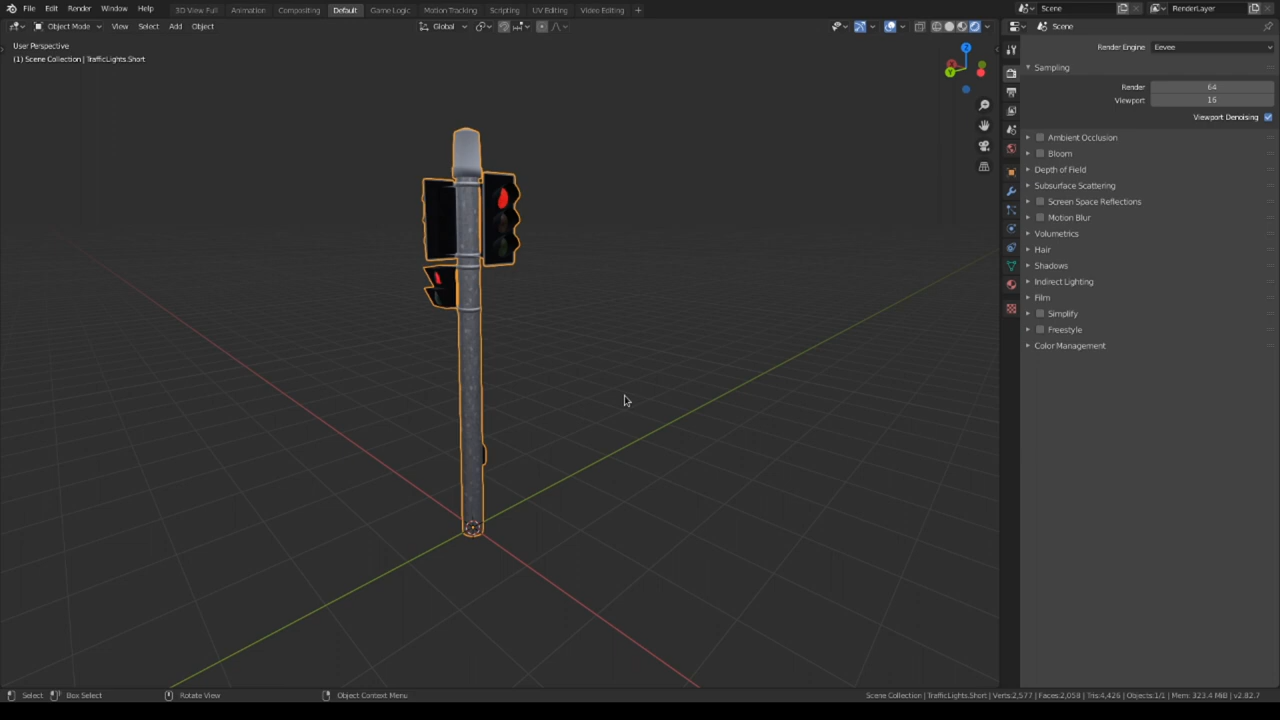 File Edit Render Window Help 3D View Full Animation Compositing Default Game Logic Motion Tracking Scripting UV Editing Video Editing + Scene RenderLayer
Object Mode View Select Add Object Global Scene
User Perspective
(1) Scene Collection | TrafficLights.Short
Z
Y
Render Engine Eevee
Sampling
Render 64
Viewport 16
Viewport Denoising
Ambient Occlusion
Bloom
Depth of Field
Subsurface Scattering
Screen Space Reflections
Motion Blur
Volumetrics
Hair
Shadows
Indirect Lighting
Film
Simplify
Freestyle
Color Management
Select Box Select Rotate View Object Context Menu Scene Collection | TrafficLights.Short | Verts:2,577 | Faces:2,058 | Tris:4,426 | Objects:1/1 | Mem: 323.4 MiB | v2.82.7